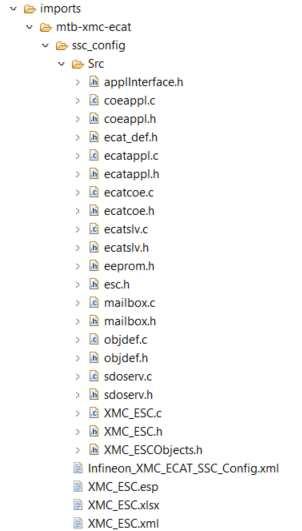 imports
mtb-xmc-ecat
ssc_config
Src
applInterface.h
coeappl.c
coeappl.h
ecat_def.h
ecatappl.c
ecatappl.h
ecatcoe.c
ecatcoe.h
ecatslv.c
ecatslv.h
eeprom.h
esc.h
mailbox.c
mailbox.h
objdef.c
objdef.h
sdoserv.c
sdoserv.h
XMC_ESC.c
XMC_ESC.h
XMC_ESCObjects.h
Infineon_XMC_ECAT_SSC_Config.xml
XMC_ESC.esp
XMC_ESC.xlsx
XMC_ESC.xml